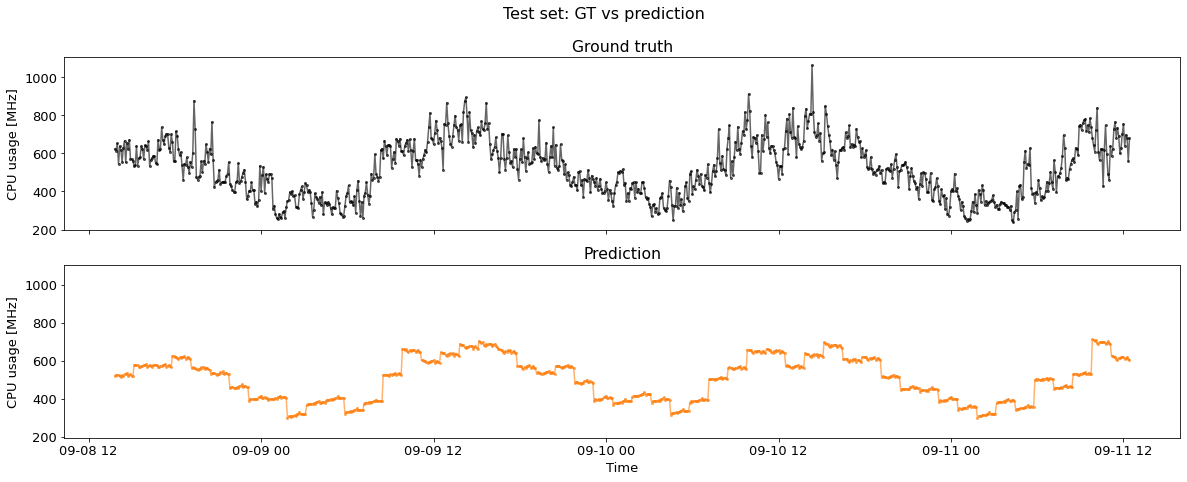 Test set: GT vs prediction
Ground truth
CPU usage [MHz]
1000
800
600
400
200
Prediction
CPU usage [MHz]
1000
800
600
400
200
09-08 12
09-09 00
09-09 12
09-10 00
09-10 12
09-11 00
09-11 12
Time